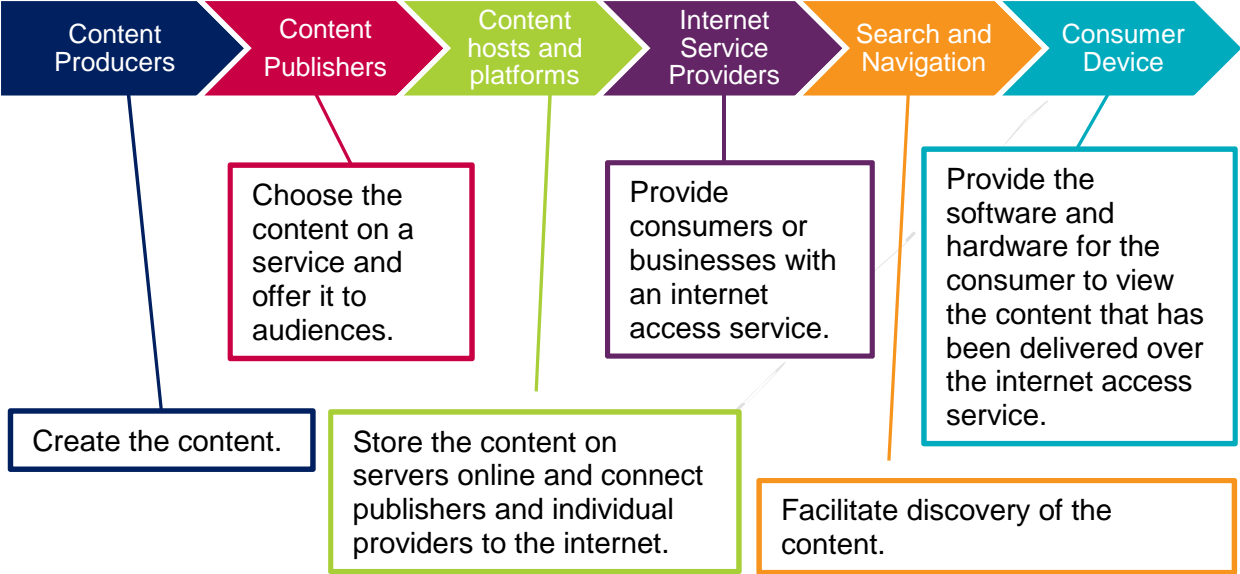 Content
Producers
Content
Publishers
Content
hosts and
platforms
Internet
Service
Providers
Search and
Navigation
Consumer
Device
Create the content.
Choose the
content on a
service and
offer it to
audiences.
Store the content on
servers online and connect
publishers and individual
providers to the internet.
Provide
consumers or
businesses with
an internet
access service.
Facilitate discovery of the
content.
Provide the
software and
hardware for the
consumer to view
the content that has
been delivered over
the internet access
service.